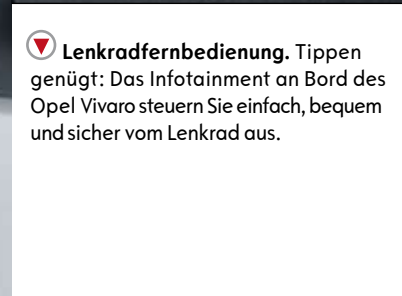 Lenkradfernbedienung. Tippen
genügt: Das Infotainment an Bord des
Opel Vivaro steuern Sie einfach, bequem
und sicher vom Lenkrad aus.